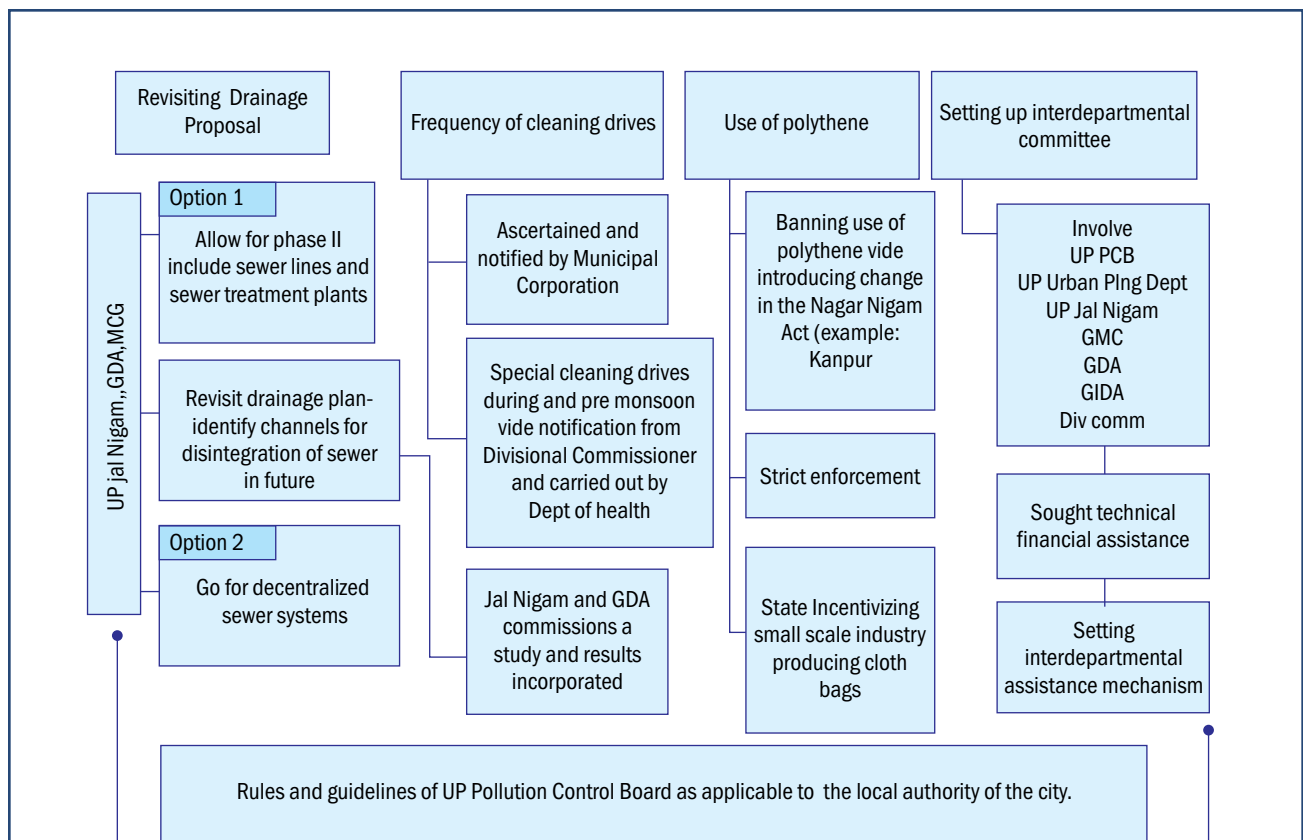 Revisiting Drainage
Proposal
Option 1
Allow for phase II
include sewer lines and
sewer treatment plants
UP jal Nigam,,GDA,MCG
Revisit drainage plan-
identify channels for
disintegration of sewer
in future
Option 2
Go for decentralized
sewer systems
Frequency of cleaning drives
Ascertained and
notified by Municipal
Corporation
Special cleaning drives
during and pre monsoon
vide notification from
Divisional Commissioner
and carried out by
Dept of health
Jal Nigam and GDA
commissions a
study and results
incorporated
Use of polythene
Banning use of
polythene vide
introducing change
in the Nagar Nigam
Act (example:
Kanpur
Strict enforcement
State Incentivizing
small scale industry
producing cloth
bags
Setting up interdepartmental
committee
Involve
UP PCB
UP Urban Plng Dept
UP Jal Nigam
GMC
GDA
GIDA
Div comm
Sought technical
financial assistance
Setting
interdepartmental
assistance mechanism
Rules and guidelines of UP Pollution Control Board as applicable to the local authority of the city.